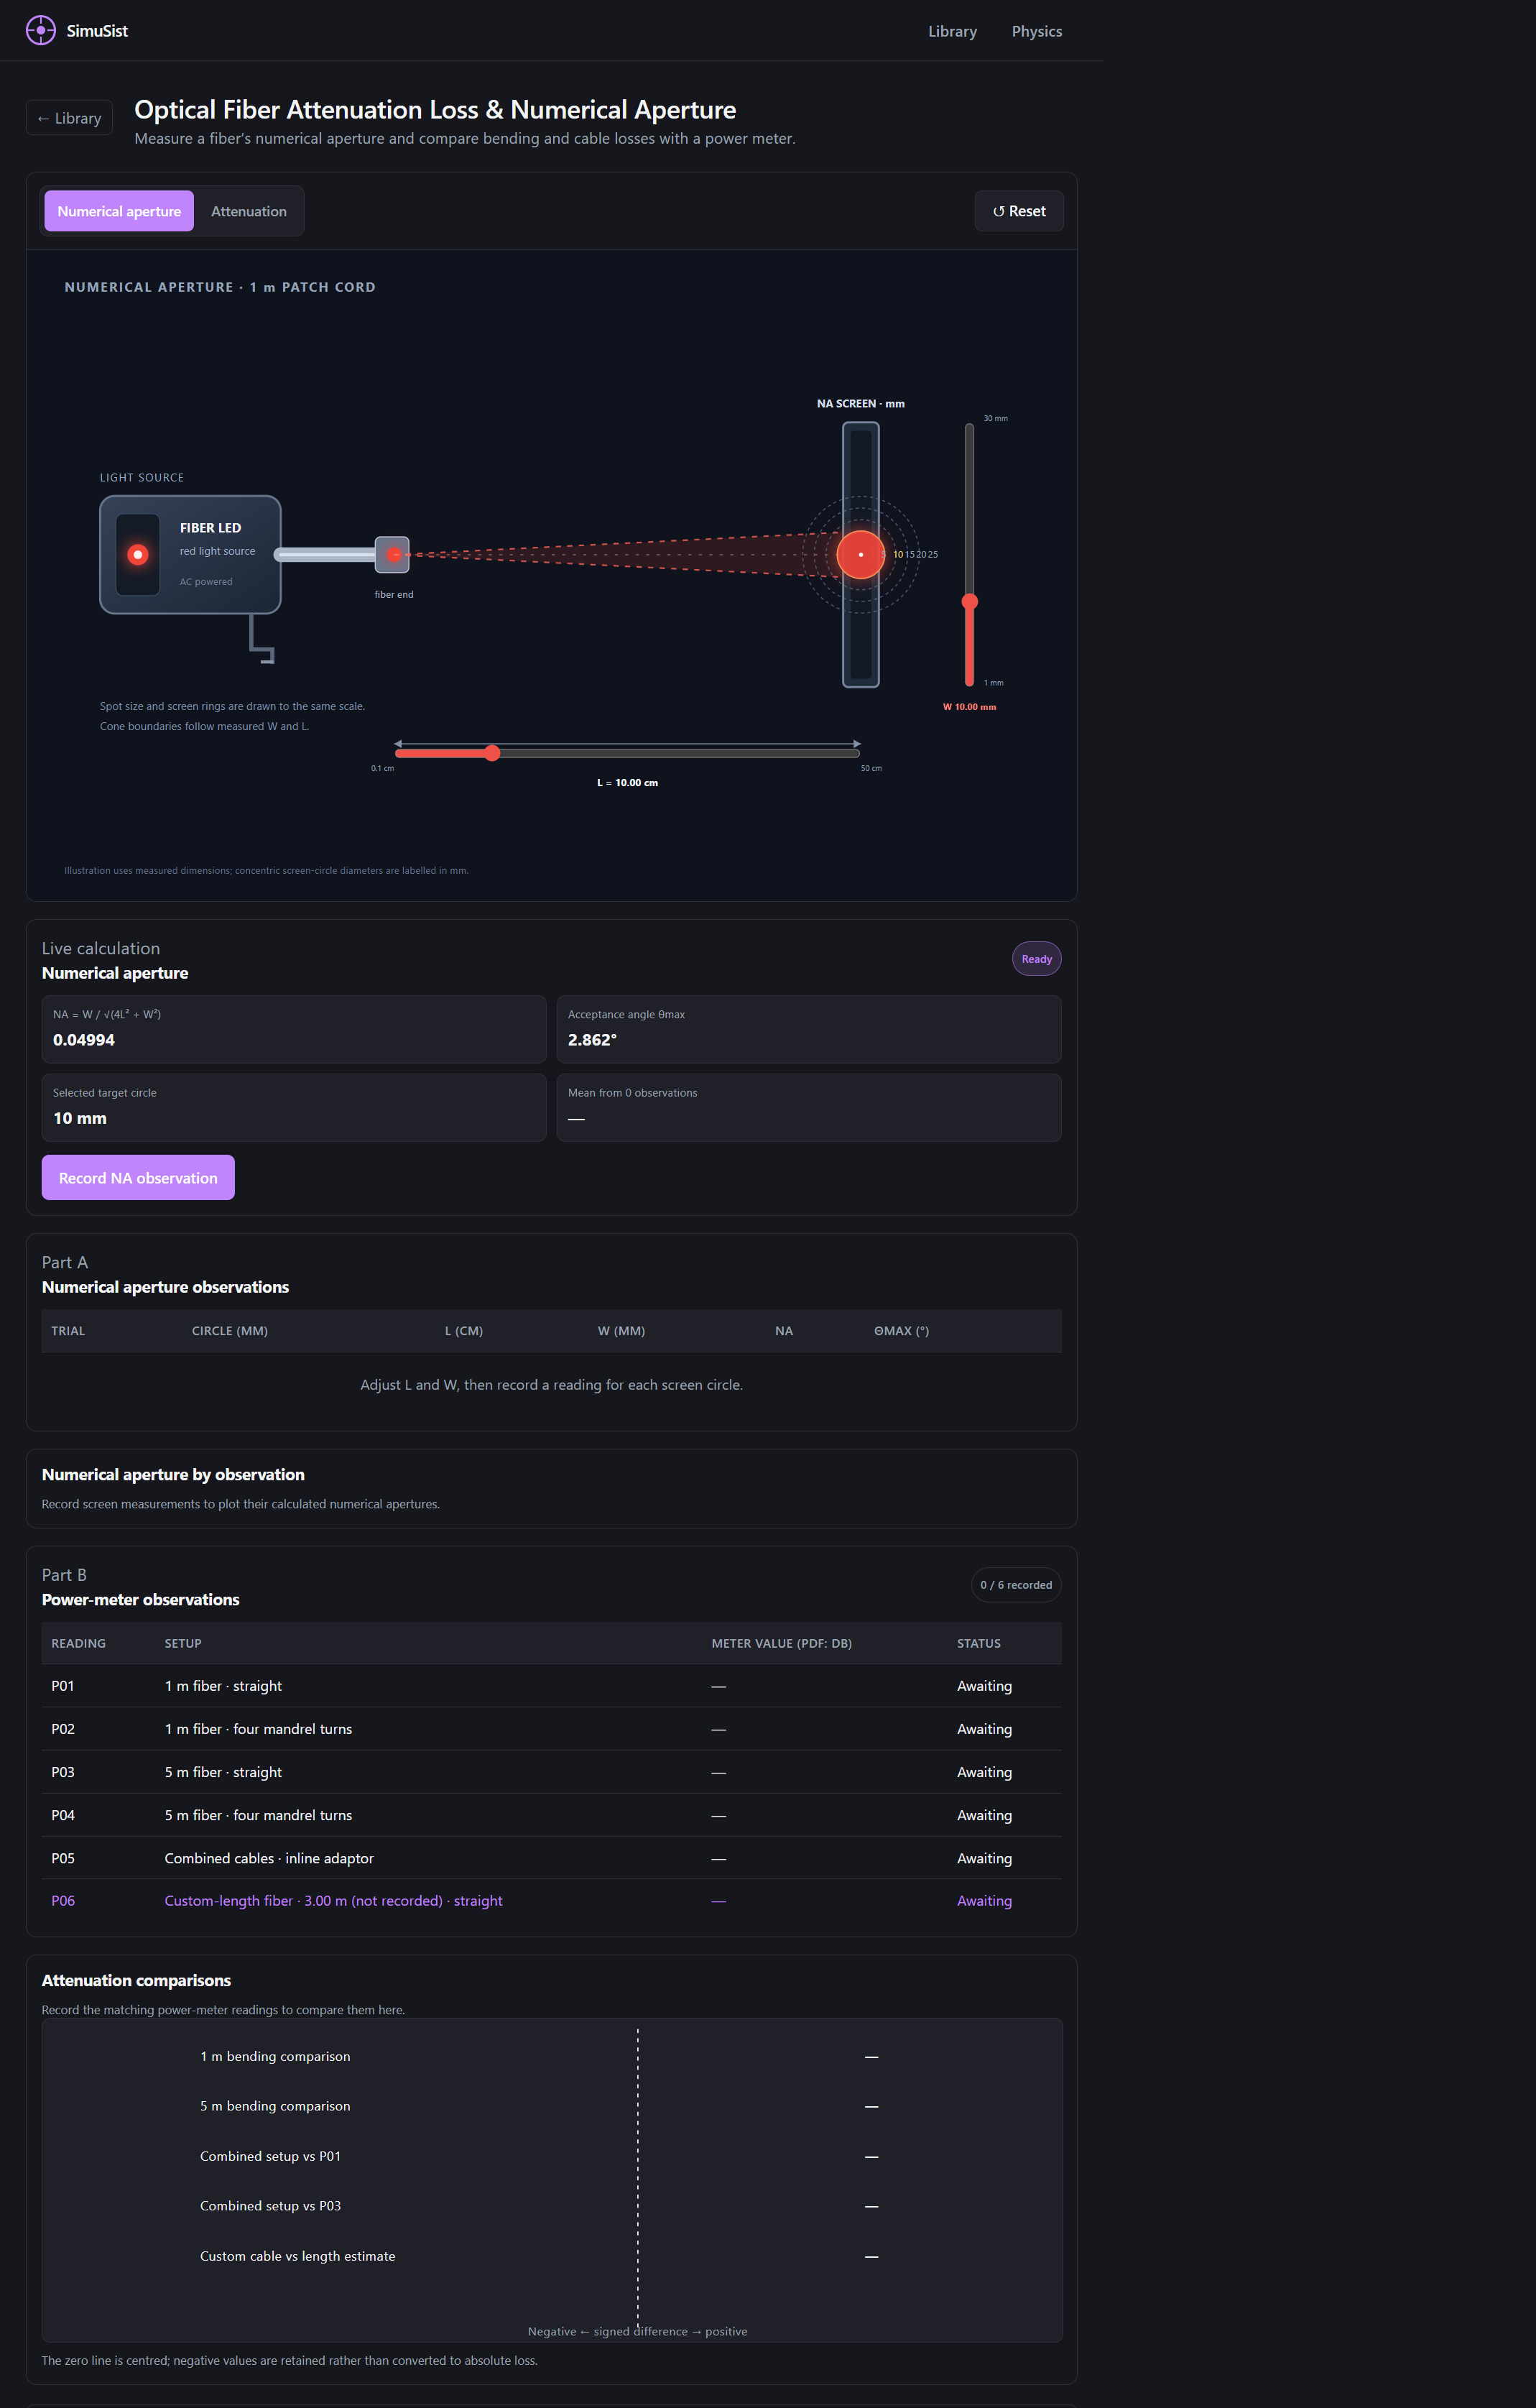 SimuSist
Library
Physics
← Library
Optical Fiber Attenuation Loss & Numerical Aperture
Measure a fiber's numerical aperture and compare bending and cable losses with a power meter.
Numerical aperture
Attenuation
↺ Reset
NUMERICAL APERTURE · 1 m PATCH CORD
NA SCREEN · mm
30 mm
LIGHT SOURCE
FIBER LED
red light source
AC powered
5 10 15 20 25
fiber end
1 mm
W 10.00 mm
Spot size and screen rings are drawn to the same scale.
Cone boundaries follow measured W and L.
0.1 cm
50 cm
L = 10.00 cm
Illustration uses measured dimensions; concentric screen-circle diameters are labelled in mm.
Live calculation
Numerical aperture
Ready
NA = W / √(4L² + W²)
0.04994
Acceptance angle θmax
2.862°
Selected target circle
10 mm
Mean from 0 observations
—
Record NA observation
Part A
Numerical aperture observations
TRIAL CIRCLE (MM) L (CM) W (MM) NA ΘMAX (°)
Adjust L and W, then record a reading for each screen circle.
Numerical aperture by observation
Record screen measurements to plot their calculated numerical apertures.
Part B
Power-meter observations
0 / 6 recorded
READING SETUP METER VALUE (PDF: DB) STATUS
P01 1 m fiber · straight — Awaiting
P02 1 m fiber · four mandrel turns — Awaiting
P03 5 m fiber · straight — Awaiting
P04 5 m fiber · four mandrel turns — Awaiting
P05 Combined cables · inline adaptor — Awaiting
P06 Custom-length fiber · 3.00 m (not recorded) · straight — Awaiting
Attenuation comparisons
Record the matching power-meter readings to compare them here.
1 m bending comparison —
5 m bending comparison —
Combined setup vs P01 —
Combined setup vs P03 —
Custom cable vs length estimate —
Negative ← signed difference → positive
The zero line is centred; negative values are retained rather than converted to absolute loss.